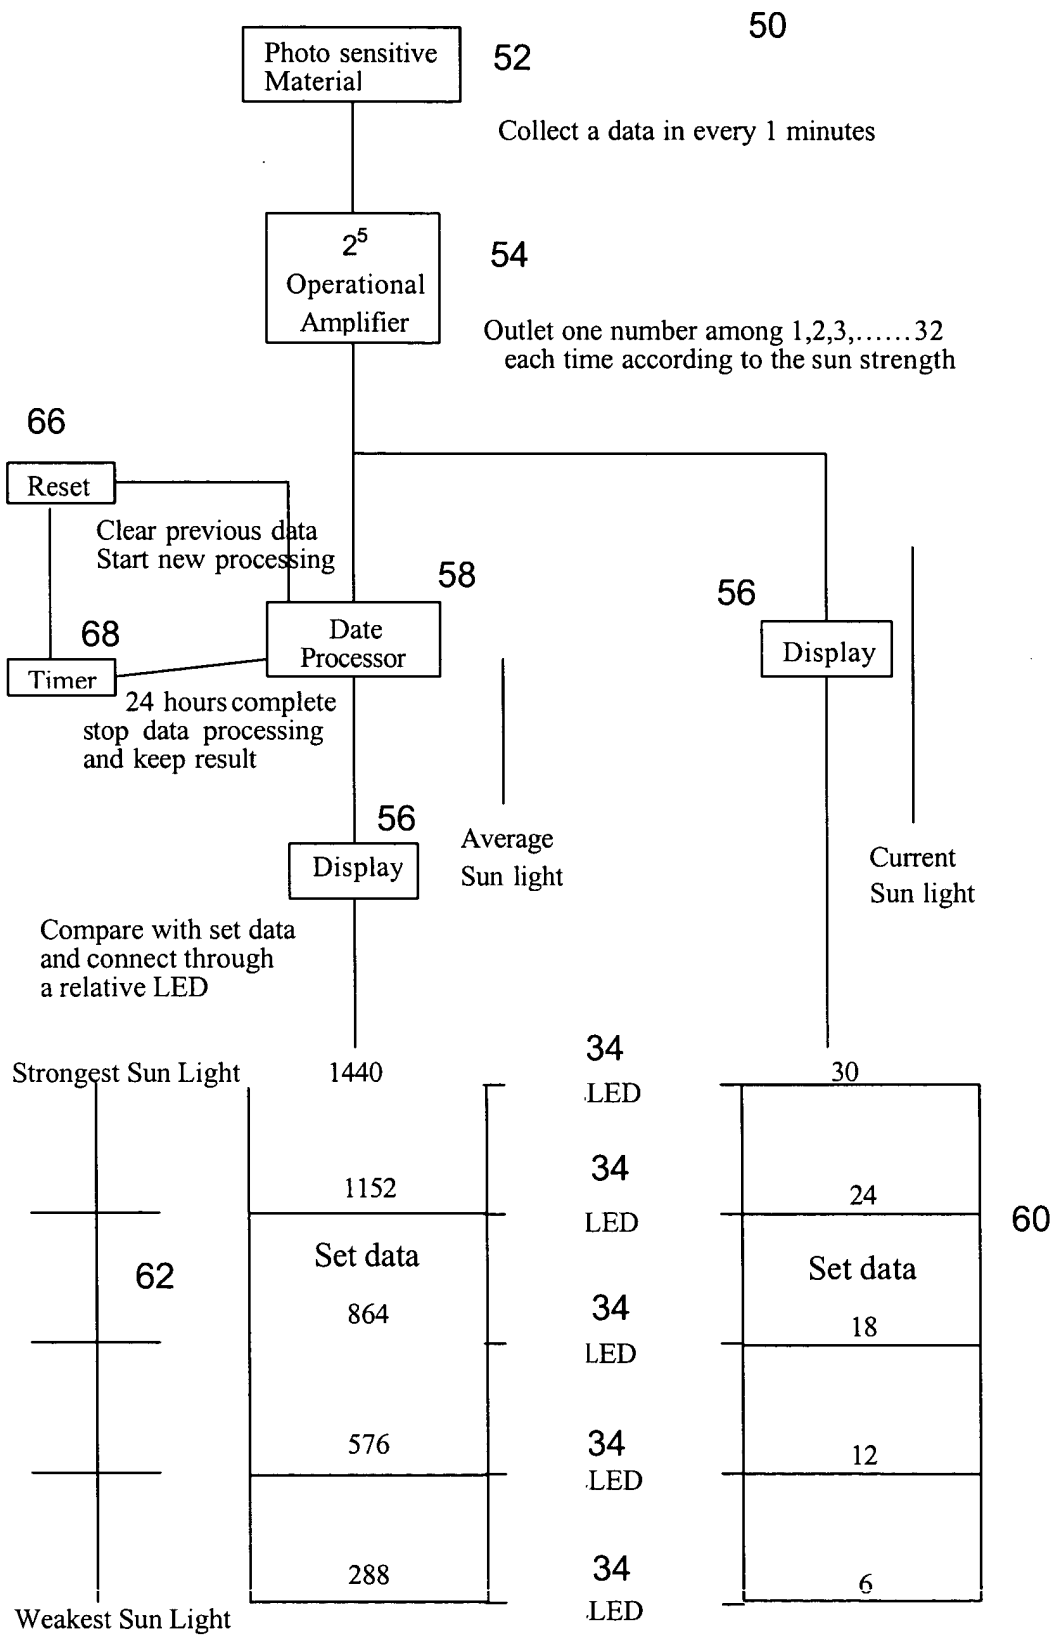 50
Photo sensitive
Material
52
Collect a data in every 1 minutes
2⁵
Operational
Amplifier
54
Outlet one number among 1,2,3,......32
each time according to the sun strength
66
Reset
Clear previous data
Start new processing
58
56
68
Date
Processor
Display
Timer
24 hours complete
stop data processing
and keep result
56
Display
Average
Sun light
Current
Sun light
Compare with set data
and connect through
a relative LED
34
Strongest Sun Light
1440
LED
30
34
1152
LED
24
60
Set data
Set data
62
34
864
LED
18
34
576
LED
12
34
288
LED
6
Weakest Sun Light